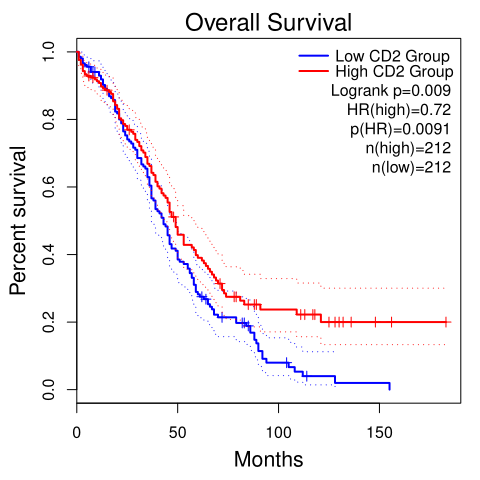 Overall Survival
Low CD2 Group
High CD2 Group
Logrank p=0.009
HR(high)=0.72
p(HR)=0.0091
n(high)=212
n(low)=212
Percent survival
1.0
0.8
0.6
0.4
0.2
0.0
0 50 100 150
Months